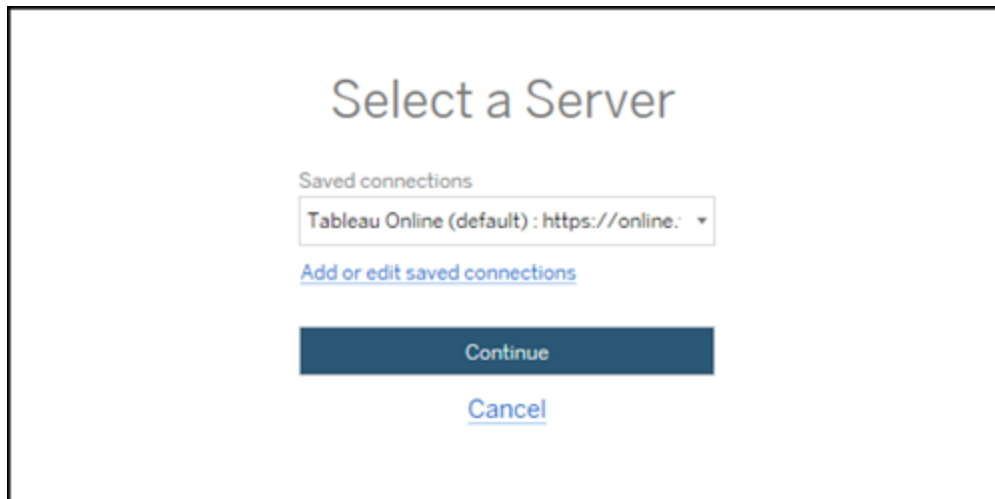 Select a Server
Saved connections
Tableau Online (default) : https://online.
Add or edit saved connections
Continue
Cancel